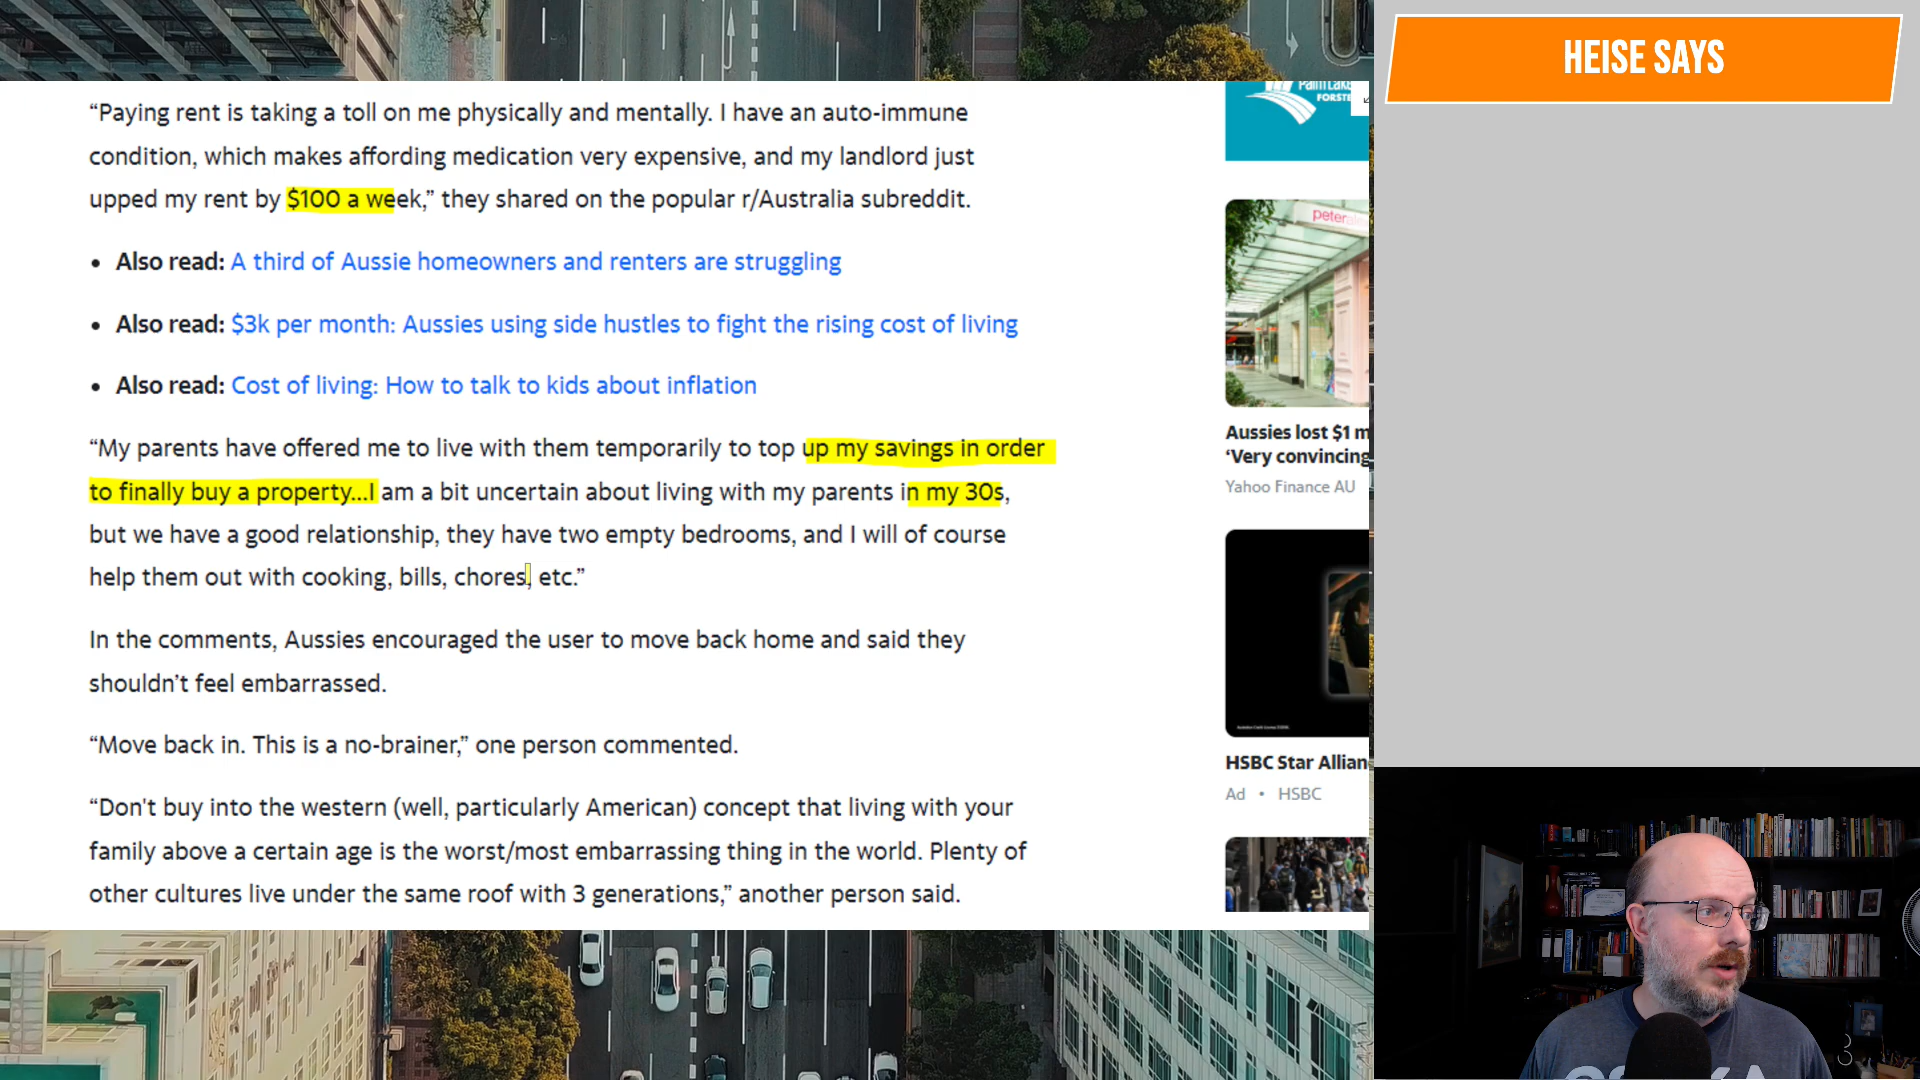 HEISE SAYS
“Paying rent is taking a toll on me physically and mentally. I have an auto-immune
condition, which makes affording medication very expensive, and my landlord just
upped my rent by $100 a week,” they shared on the popular r/Australia subreddit.
• Also read: A third of Aussie homeowners and renters are struggling
• Also read: $3k per month: Aussies using side hustles to fight the rising cost of living
• Also read: Cost of living: How to talk to kids about inflation
“My parents have offered me to live with them temporarily to top up my savings in order
to finally buy a property...I am a bit uncertain about living with my parents in my 30s,
but we have a good relationship, they have two empty bedrooms, and I will of course
help them out with cooking, bills, chores, etc.”
In the comments, Aussies encouraged the user to move back home and said they
shouldn’t feel embarrassed.
“Move back in. This is a no-brainer,” one person commented.
“Don't buy into the western (well, particularly American) concept that living with your
family above a certain age is the worst/most embarrassing thing in the world. Plenty of
other cultures live under the same roof with 3 generations,” another person said.
Palm Lake
FORSTE
peter
Aussies lost $1 m
‘Very convincing
Yahoo Finance AU
HSBC Star Allian
Ad • HSBC